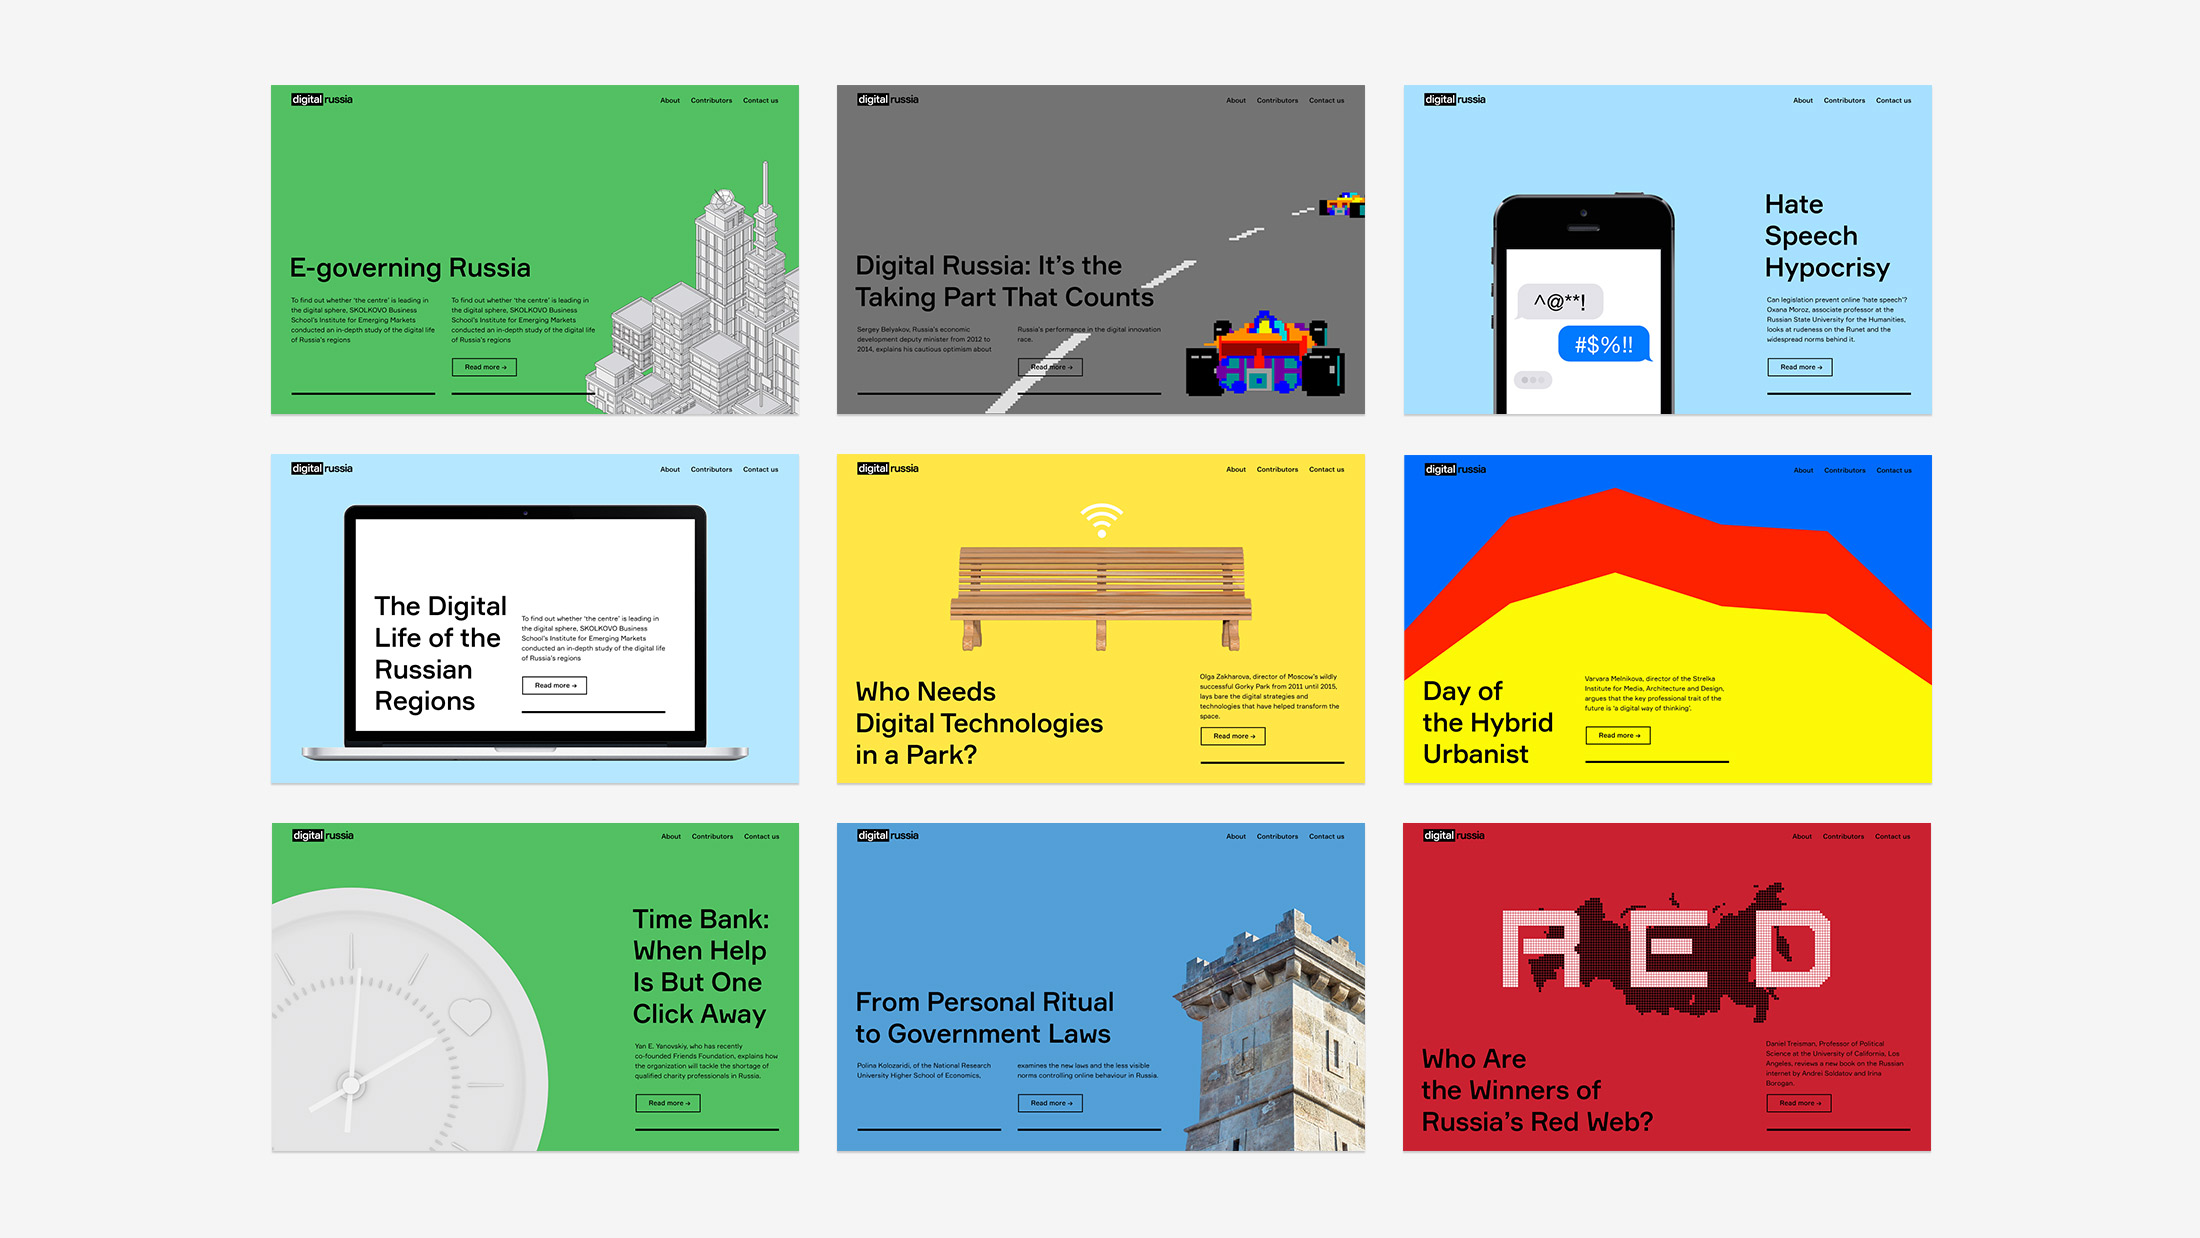 digital russia
About Contributors Contact us
E-governing Russia
To find out whether ‘the centre’ is leading in
the digital sphere, SKOLKOVO Business
School’s Institute for Emerging Markets
conducted an in-depth study of the digital life
of Russia’s regions
To find out whether ‘the centre’ is leading in
the digital sphere, SKOLKOVO Business
School’s Institute for Emerging Markets
conducted an in-depth study of the digital life
of Russia’s regions
Read more →
digital russia
About Contributors Contact us
Digital Russia: It’s the
Taking Part That Counts
Sergey Belyakov, Russia’s economic
development deputy minister from 2012 to
2014, explains his cautious optimism about
Russia’s performance in the digital innovation
race.
Read more →
digital russia
About Contributors Contact us
^@**!
#$%!!
Hate
Speech
Hypocrisy
Can legislation prevent online ‘hate speech’?
Oxana Moroz, associate professor at the
Russian State University for the Humanities,
looks at rudeness on the Runet and the
widespread norms behind it.
Read more →
digital russia
About Contributors Contact us
The Digital
Life of the
Russian
Regions
To find out whether ‘the centre’ is leading in
the digital sphere, SKOLKOVO Business
School’s Institute for Emerging Markets
conducted an in-depth study of the digital life
of Russia’s regions
Read more →
digital russia
About Contributors Contact us
Who Needs
Digital Technologies
in a Park?
Olga Zakharova, director of Moscow’s wildly
successful Gorky Park from 2011 until 2015,
lays bare the digital strategies and
technologies that have helped transform the
space.
Read more →
digital russia
About Contributors Contact us
Day of
the Hybrid
Urbanist
Varvara Melnikova, director of the Strelka
Institute for Media, Architecture and Design,
argues that the key professional trait of the
future is ‘a digital way of thinking’.
Read more →
digital russia
About Contributors Contact us
Time Bank:
When Help
Is But One
Click Away
Yan E. Yanovskiy, who has recently
co-founded Friends Foundation, explains how
the organization will tackle the shortage of
qualified charity professionals in Russia.
Read more →
digital russia
About Contributors Contact us
From Personal Ritual
to Government Laws
Polina Kolozaridi, of the National Research
University Higher School of Economics,
examines the new laws and the less visible
norms controlling online behaviour in Russia.
Read more →
digital russia
About Contributors Contact us
RED
Who Are
the Winners of
Russia’s Red Web?
Daniel Treisman, Professor of Political
Science at the University of California, Los
Angeles, reviews a new book on the Russian
internet by Andrei Soldatov and Irina
Borogan.
Read more →